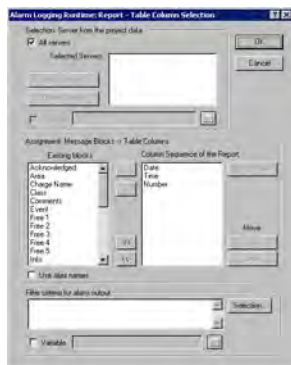 Alarm Logging Runtime: Report - Table Column Selection
Selection: Server from the project data
All servers
Selected Servers
OK
Cancel
Assignment: Message Blocks -> Table Columns
Existing blocks
Column Sequence of the Report
Acknowledged
Area
Charge Name
Class
Comments
Event
Free 1
Free 2
Free 3
Free 4
Free 5
Info
Date
Time
Number
<<
Move
Use alias names
Filter criteria for alarm output
Selection...
Variable